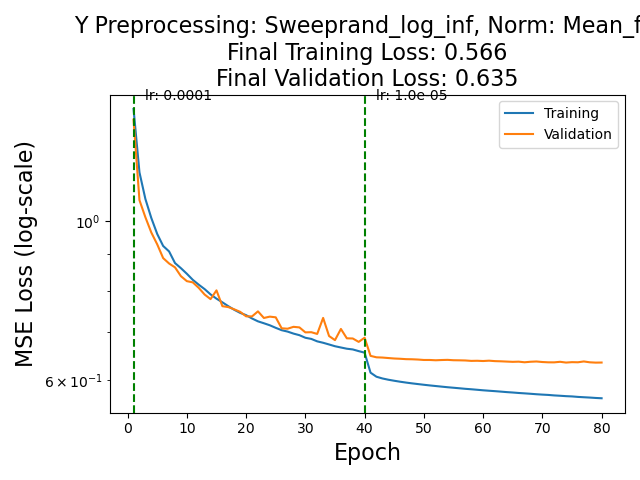 Y Preprocessing: Sweeprand_log_inf, Norm: Mean_f
Final Training Loss: 0.566
Final Validation Loss: 0.635
lr: 0.0001
lr: 1.0e-05
Training
Validation
MSE Loss (log-scale)
10⁰
6 × 10⁻¹
0 10 20 30 40 50 60 70 80
Epoch